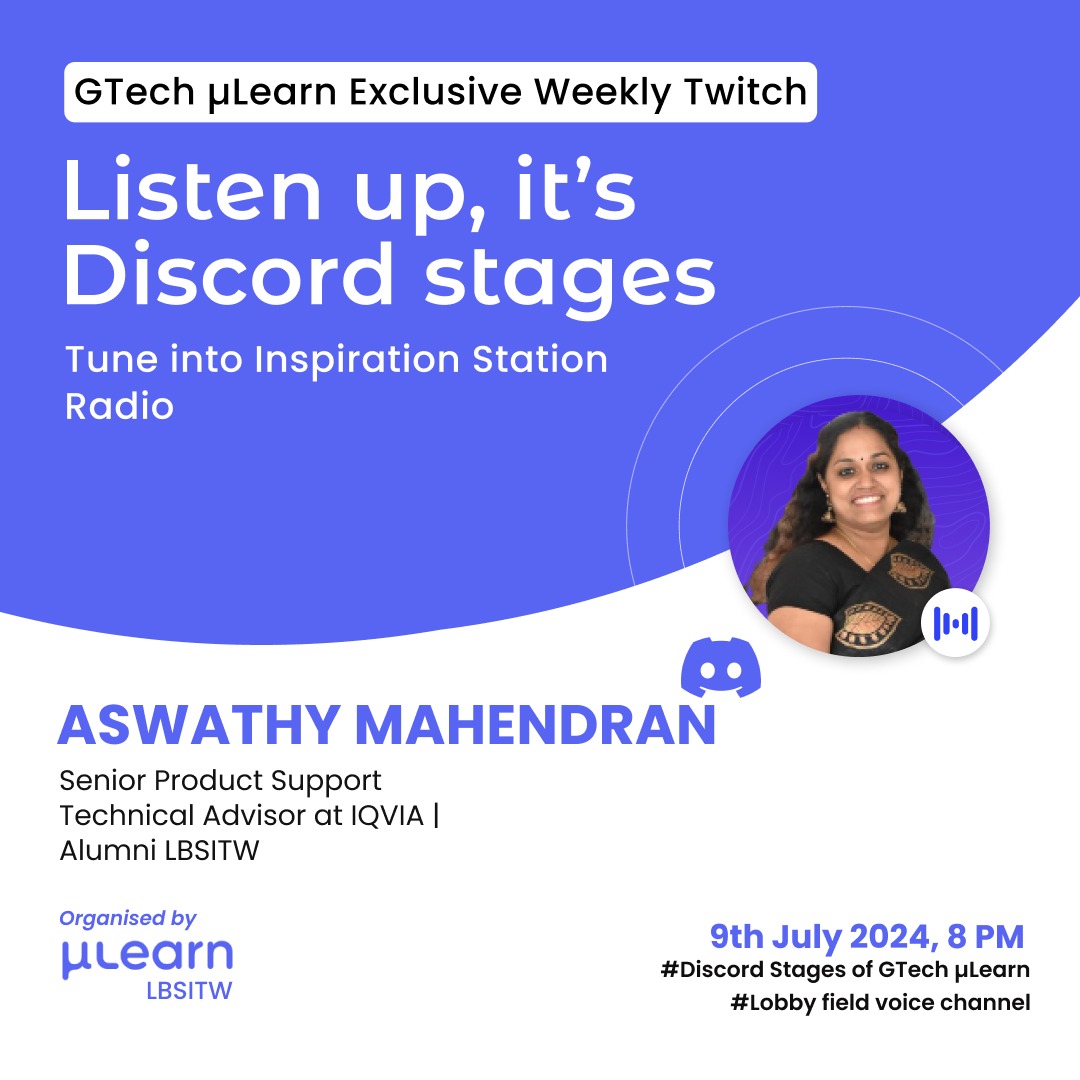 GTech µLearn Exclusive Weekly Twitch
Listen up, it’s
Discord stages
Tune into Inspiration Station
Radio
ASWATHY MAHENDRAN
Senior Product Support
Technical Advisor at IQVIA |
Alumni LBSITW
Organised by
µLearn
LBSITW
9th July 2024, 8 PM
#Discord Stages of GTech µLearn
#Lobby field voice channel